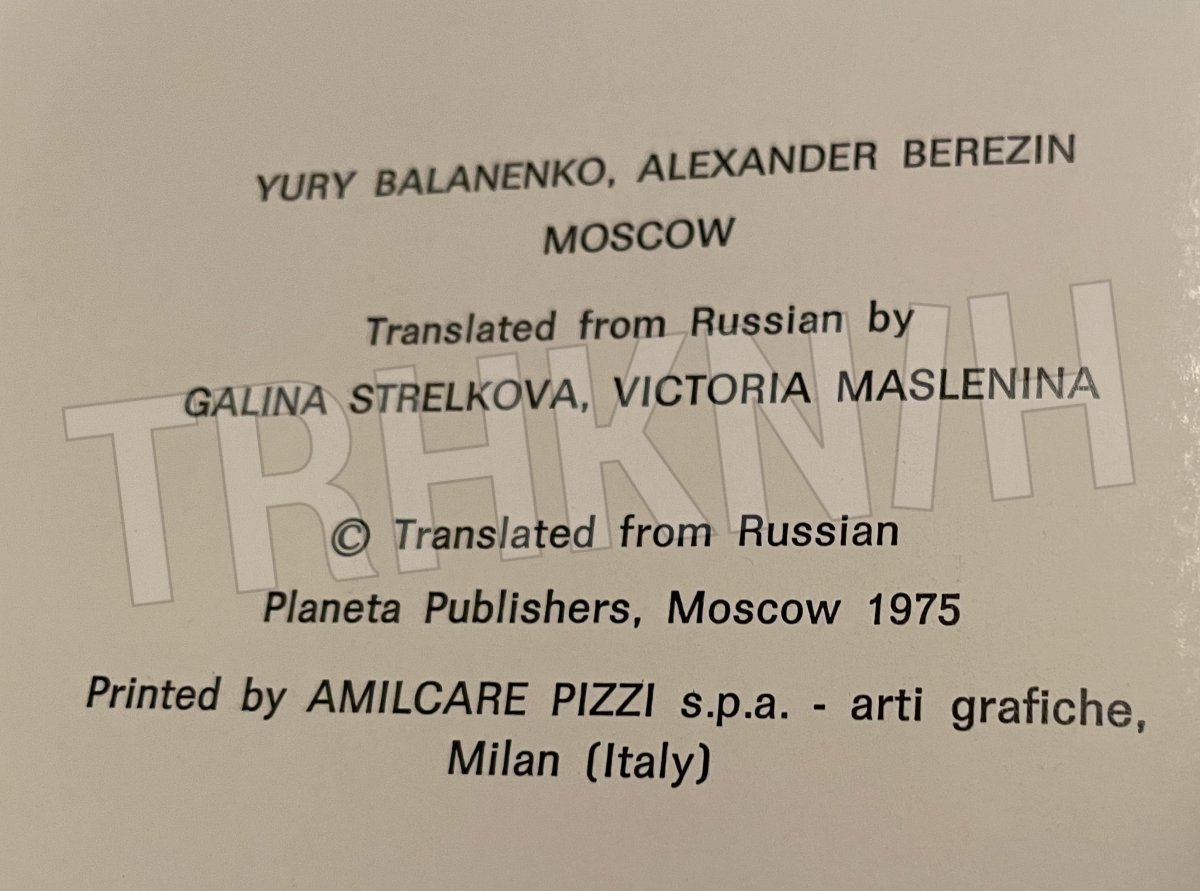 YURY BALANENKO, ALEXANDER BEREZIN
MOSCOW
Translated from Russian by
GALINA STRELKOVA, VICTORIA MASLENINA
© Translated from Russian
Planeta Publishers, Moscow 1975
Printed by AMILCARE PIZZI s.p.a. - arti grafiche,
Milan (Italy)
TRHKN/H